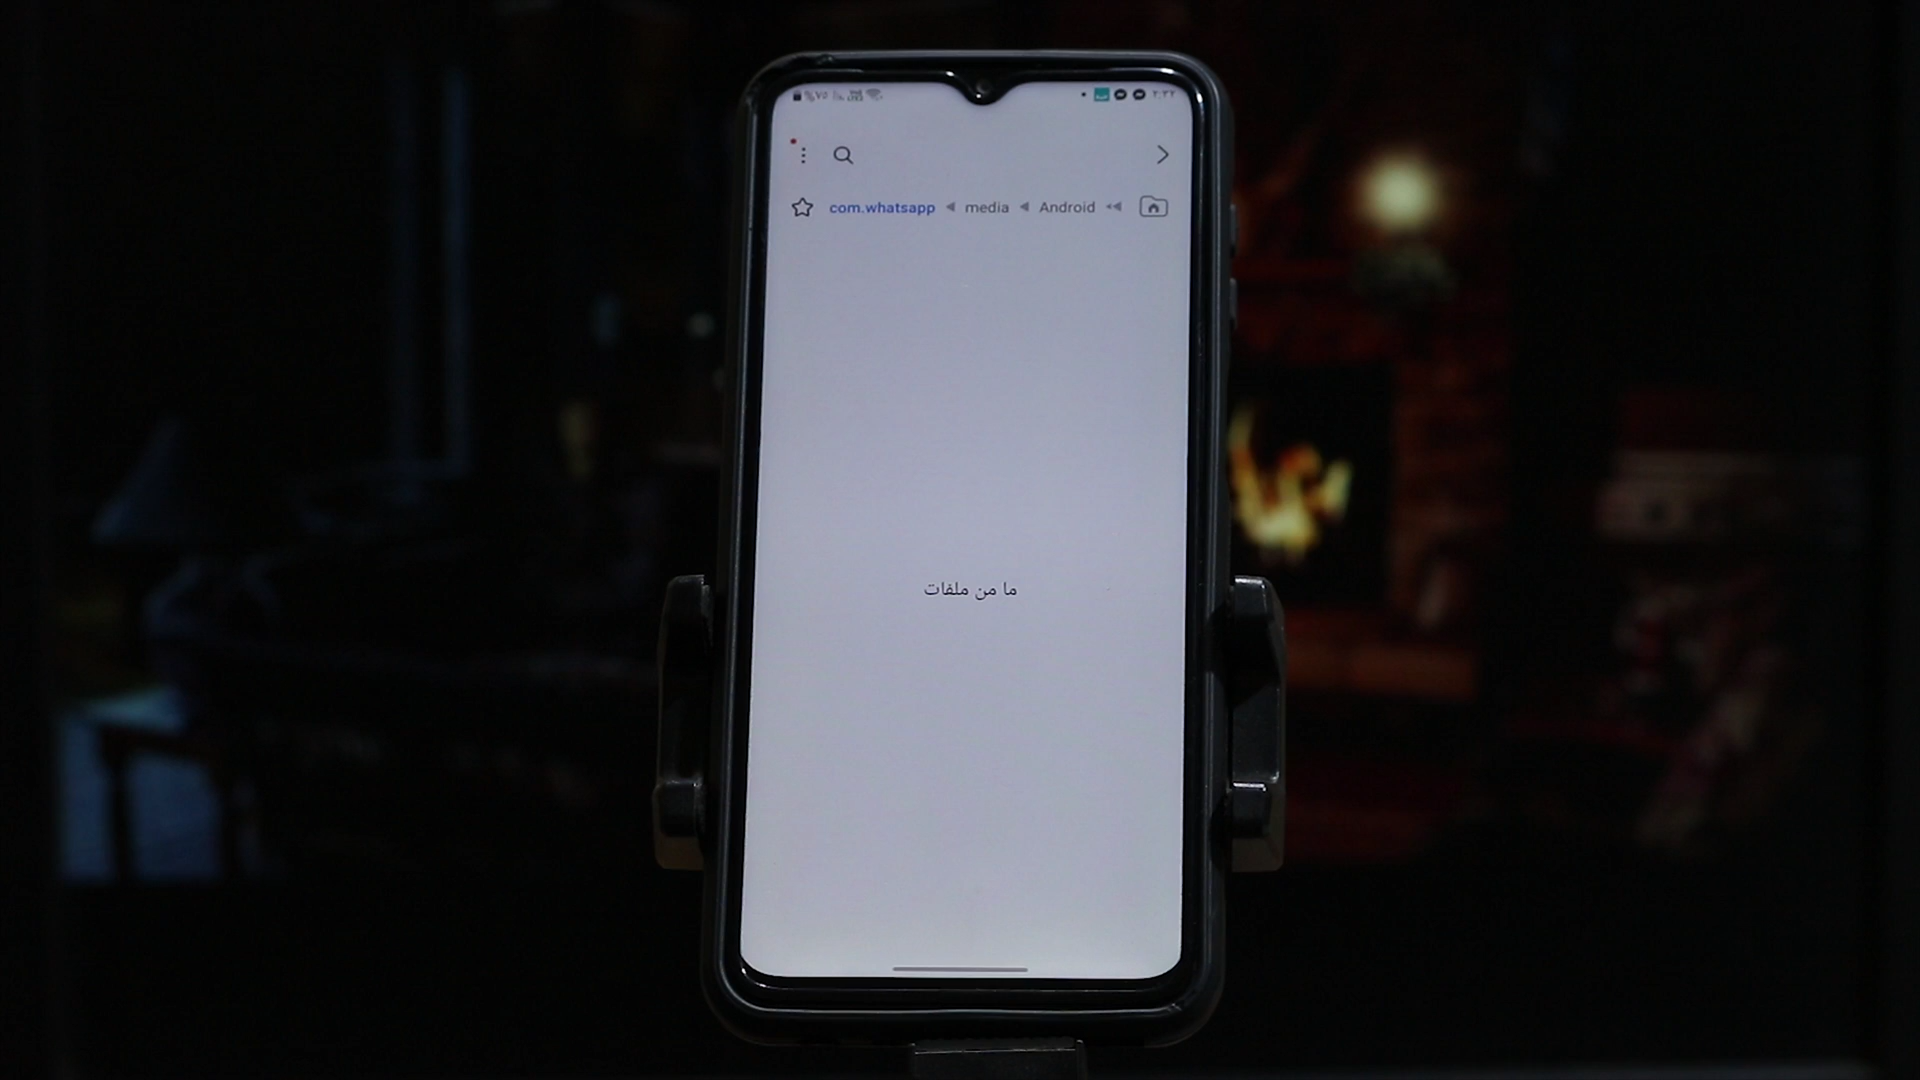 com.whatsapp ◀ media ◀ Android ◀◀
ما من ملفات